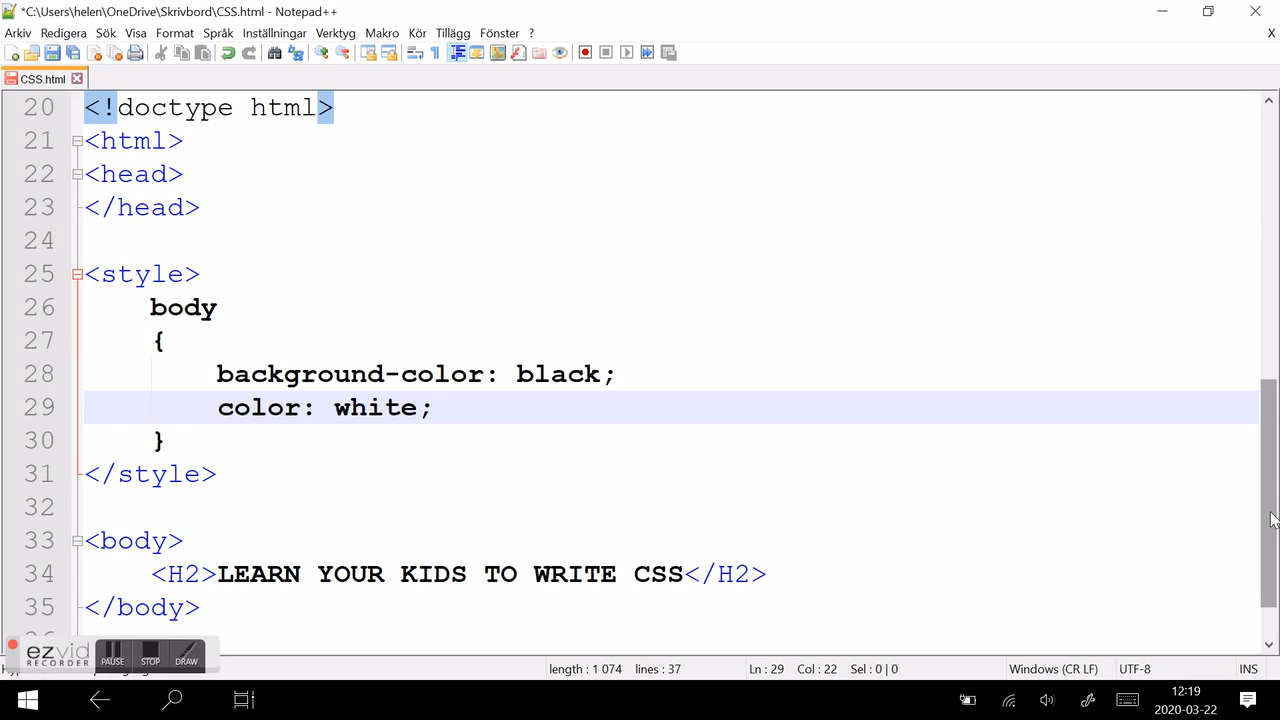 *C:\Users\helen\OneDrive\Skrivbord\CSS.html - Notepad++
Arkiv Redigera Sök Visa Format Språk Inställningar Verktyg Makro Kör Tillägg Fönster ? X
CSS.html
20 <!doctype html>
21 <html>
22 <head>
23 </head>
24
25 <style>
26 body
27 {
28 background-color: black;
29 color: white;
30 }
31 </style>
32
33 <body>
34 <H2>LEARN YOUR KIDS TO WRITE CSS</H2>
35 </body>
ezvid
RECORDER
PAUSE STOP DRAW
length : 1 074 lines : 37 Ln : 29 Col : 22 Sel : 0 | 0 Windows (CR LF) UTF-8 INS
12:19
2020-03-22